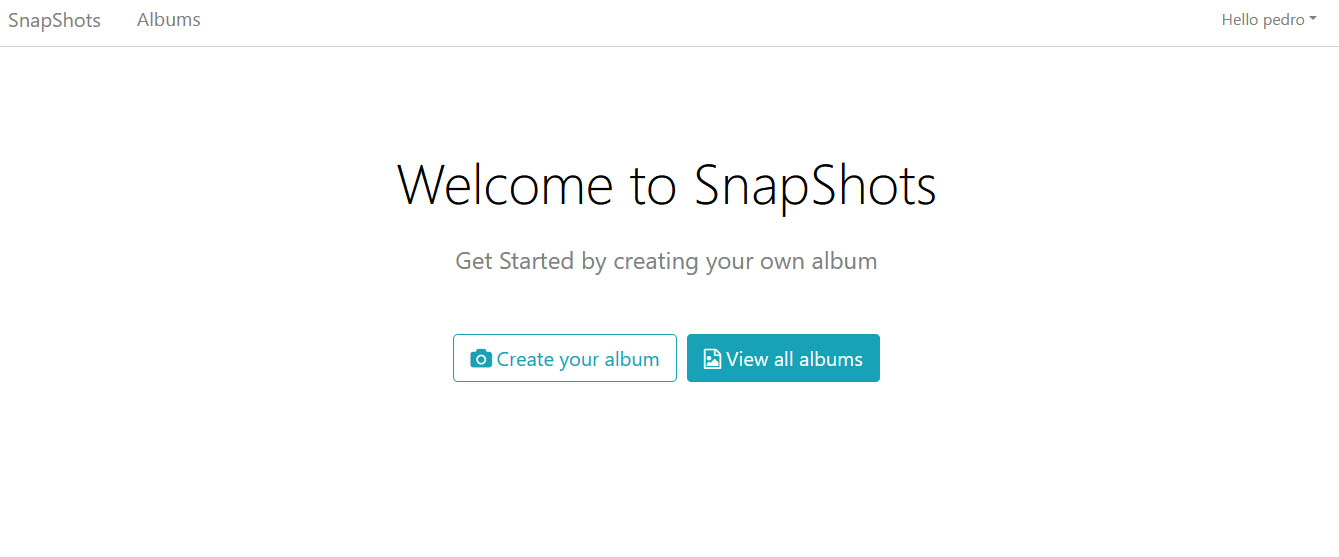 SnapShots Albums Hello pedro
Welcome to SnapShots
Get Started by creating your own album
Create your album View all albums